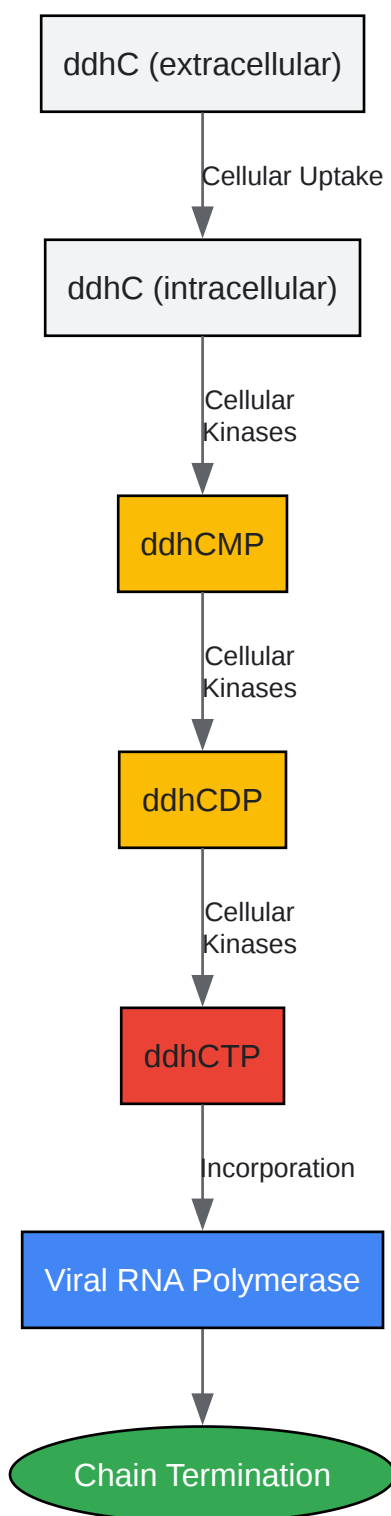 ddhC (extracellular)
Cellular Uptake
ddhC (intracellular)
Cellular
Kinases
ddhCMP
Cellular
Kinases
ddhCDP
Cellular
Kinases
ddhCTP
Incorporation
Viral RNA Polymerase
Chain Termination